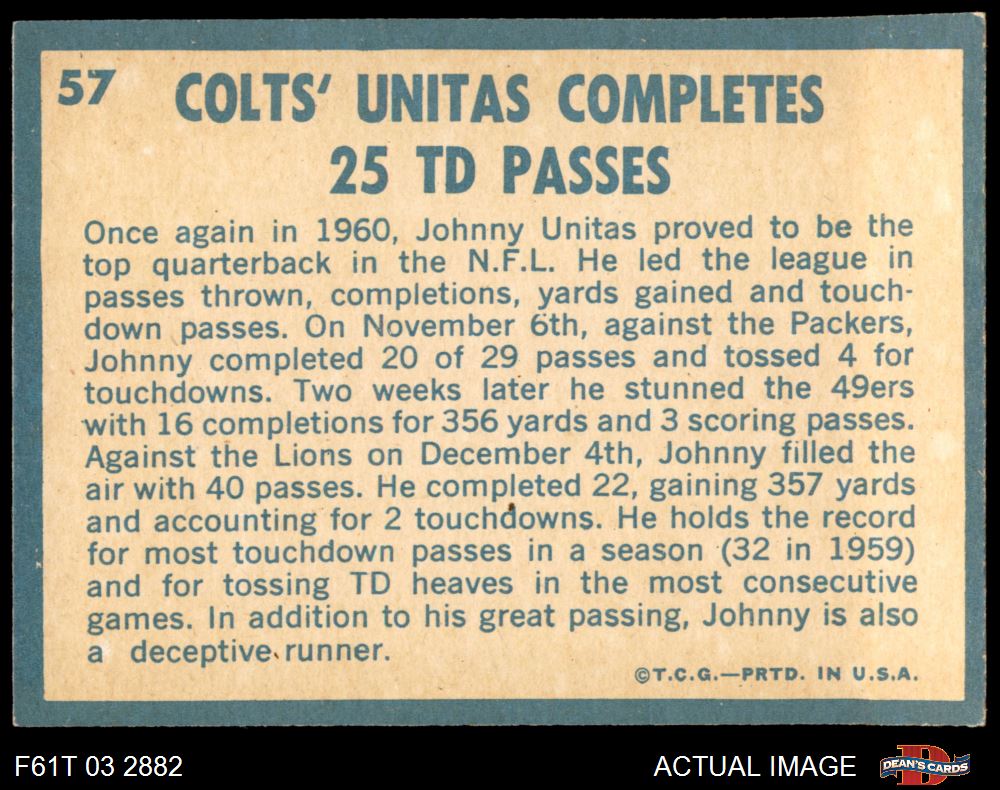 57
COLTS' UNITAS COMPLETES
25 TD PASSES
Once again in 1960, Johnny Unitas proved to be the
top quarterback in the N.F.L. He led the league in
passes thrown, completions, yards gained and touch-
down passes. On November 6th, against the Packers,
Johnny completed 20 of 29 passes and tossed 4 for
touchdowns. Two weeks later he stunned the 49ers
with 16 completions for 356 yards and 3 scoring passes.
Against the Lions on December 4th, Johnny filled the
air with 40 passes. He completed 22, gaining 357 yards
and accounting for 2 touchdowns. He holds the record
for most touchdown passes in a season (32 in 1959)
and for tossing TD heaves in the most consecutive
games. In addition to his great passing, Johnny is also
a deceptive runner.
©T.C.G.—PRTD. IN U.S.A.
F61T 03 2882
ACTUAL IMAGE
D
DEAN'S CARDS